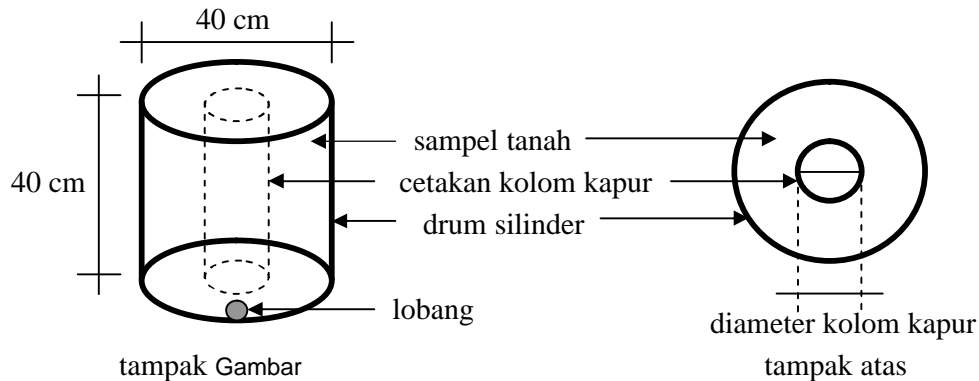 40 cm
40 cm
sampel tanah
cetakan kolom kapur
drum silinder
lobang
diameter kolom kapur
tampak Gambar
tampak atas